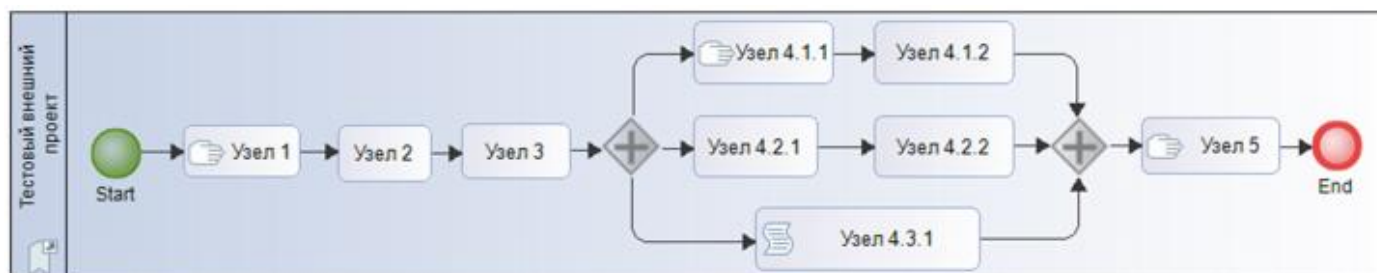 Тестовый внешний
проект
Start
Узел 1
Узел 2
Узел 3
Узел 4.1.1
Узел 4.1.2
Узел 4.2.1
Узел 4.2.2
Узел 4.3.1
Узел 5
End